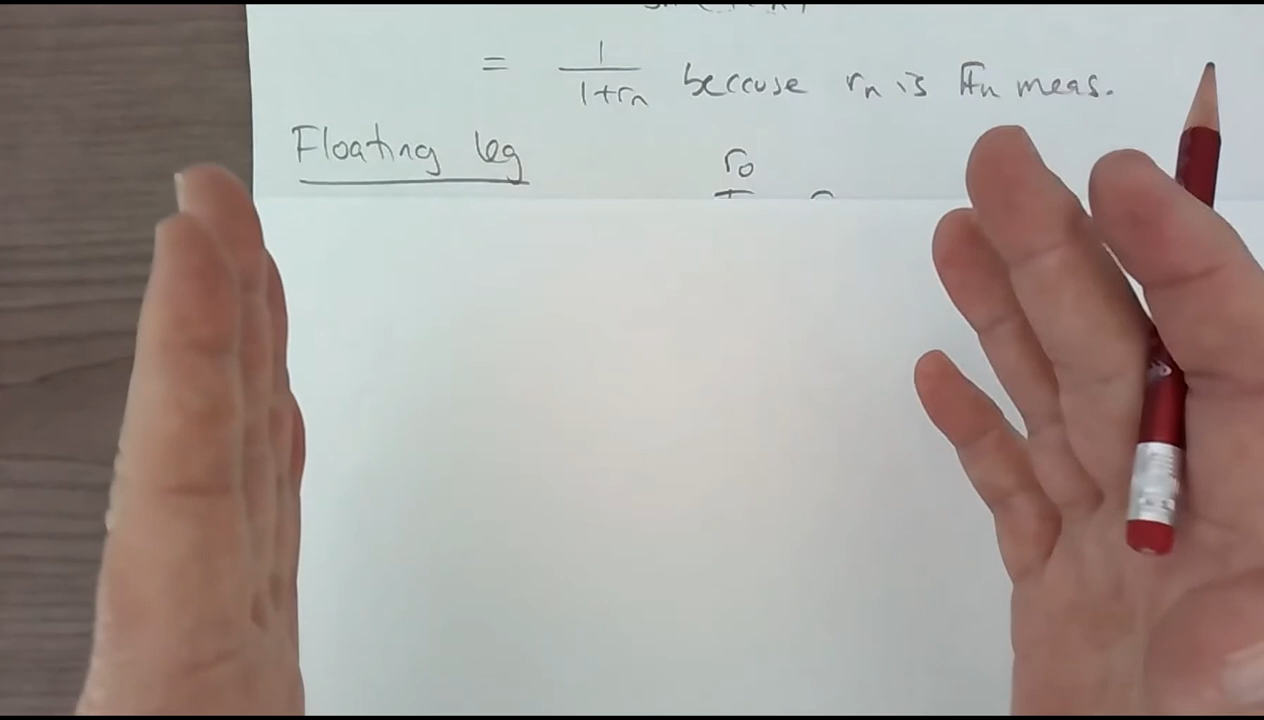 = 1/(1+rₙ) because rₙ is Fₙ meas.
Floating leg r₀